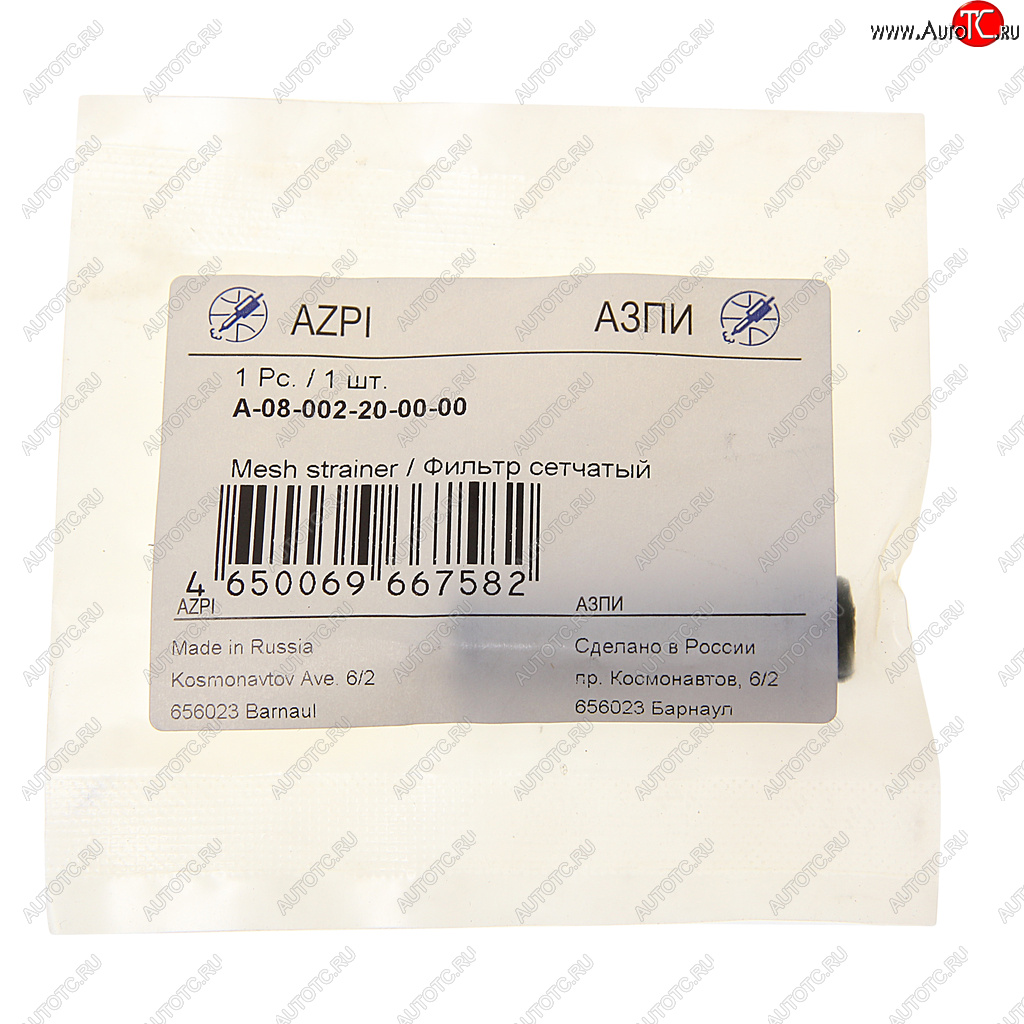 www.AutoTC.ru
AZPI АЗПИ
1 Pc. / 1 шт.
A-08-002-20-00-00
Mesh strainer / Фильтр сетчатый
4 650069 667582
AZPI АЗПИ
Made in Russia Сделано в России
Kosmonavtov Ave. 6/2 пр. Космонавтов, 6/2
656023 Barnaul 656023 Барнаул
AUTOTC.RU